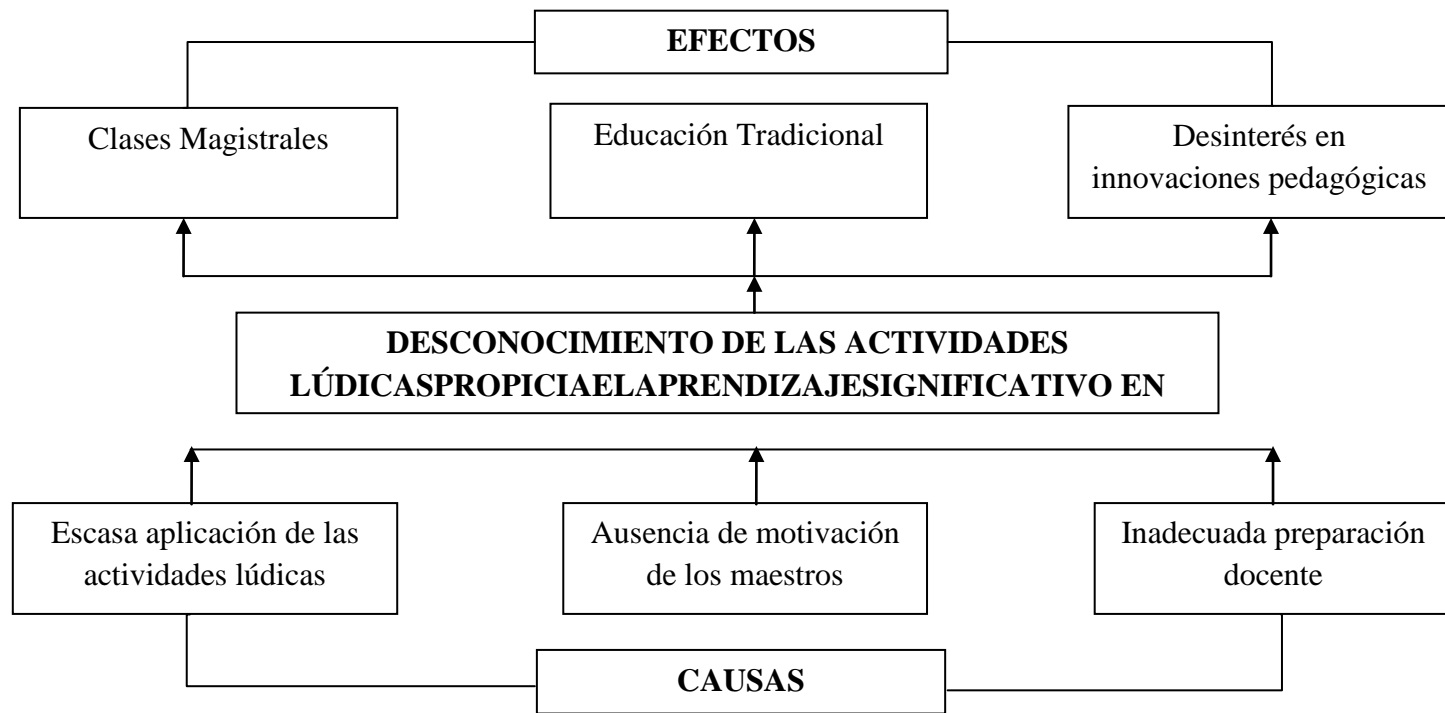 EFECTOS
Clases Magistrales
Educación Tradicional
Desinterés en
innovaciones pedagógicas
DESCONOCIMIENTO DE LAS ACTIVIDADES
LÚDICASPROPICIAELAPRENDIZAJESIGNIFICATIVO EN
Escasa aplicación de las
actividades lúdicas
Ausencia de motivación
de los maestros
Inadecuada preparación
docente
CAUSAS